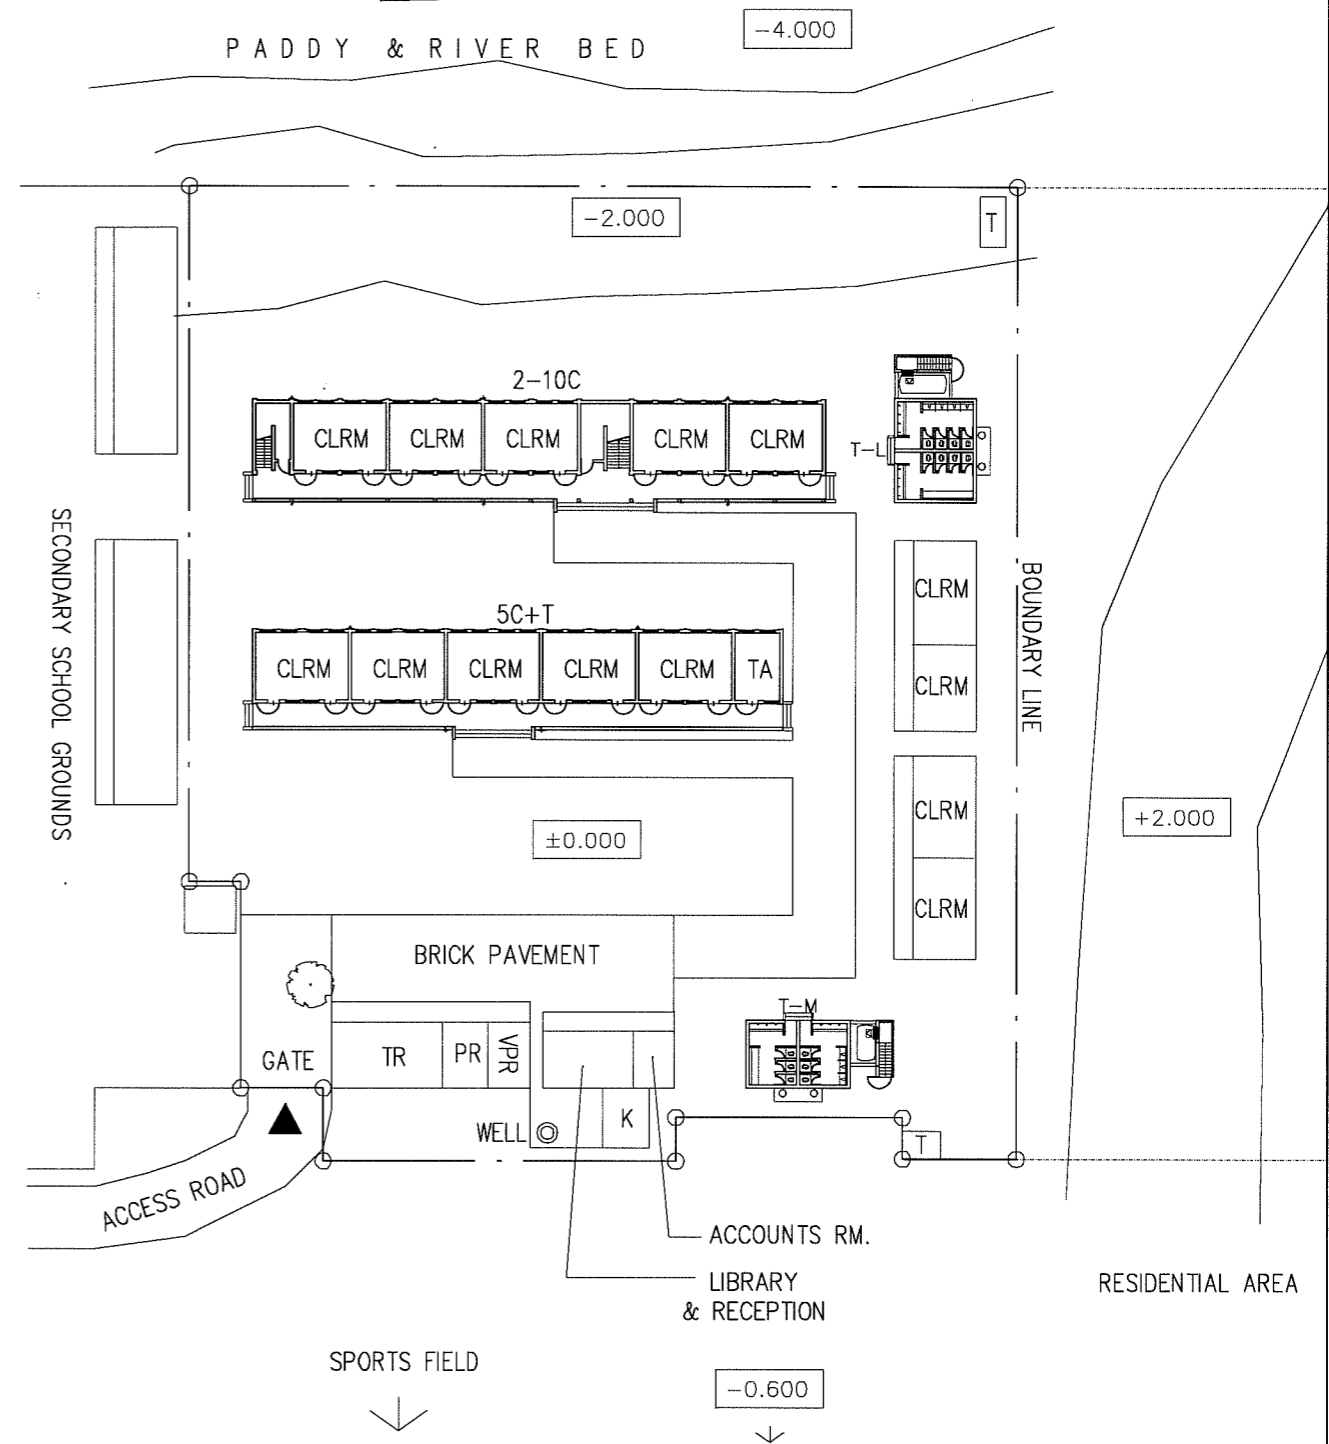 PADDY & RIVER BED
-4.000
-2.000
T
2-10C
CLRM CLRM CLRM CLRM CLRM
T-L
SECONDARY SCHOOL GROUNDS
BOUNDARY LINE
CLRM
CLRM
5C+T
CLRM CLRM CLRM CLRM CLRM TA
CLRM
CLRM
+2.000
±0.000
BRICK PAVEMENT
T-M
GATE
TR
PR
VPR
WELL
K
T
ACCESS ROAD
ACCOUNTS RM.
LIBRARY
& RECEPTION
RESIDENTIAL AREA
SPORTS FIELD
-0.600